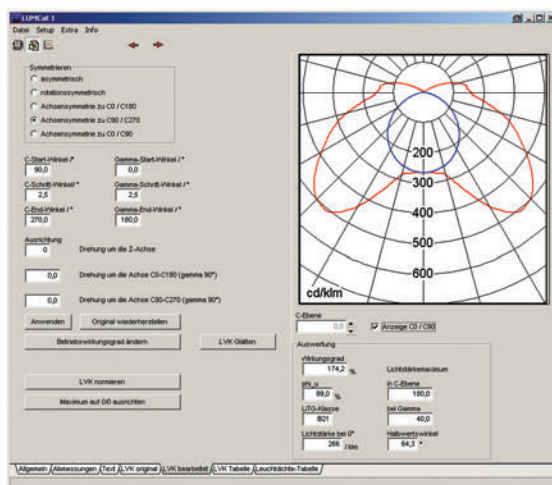 LUMCat 1
Datei Setup Extra Info
Symmetrieren
asymmetrisch
rotationssymmetrisch
Achsensymmetrie zu C0 / C180
Achsensymmetrie zu C90 / C270
Achsensymmetrie zu C0 / C90
C-Start-Winkel /° Gamma-Start-Winkel / °
90,0 0,0
C-Schritt-Winkel/ ° Gamma-Schritt-Winkel / °
2,5 2,5
C-End-Winkel / ° Gamma-End-Winkel / °
270,0 180,0
Ausrichtung
0 Drehung um die Z-Achse
0,0 Drehung um die Achse C0-C180 (gamma 90°)
0,0 Drehung um die Achse C90-C270 (gamma 90°)
Anwenden Original wiederherstellen
Betriebswirkungsgrad ändern LVK Glätten
LVK normieren
Maximum auf 0/0 ausrichten
200
300
400
500
600
cd/klm
C-Ebene
0,0 Anzeige C0 / C90
Auswertung
Wirkungsgrad
174,2 % Lichtstärkemaximum
phi_u in C-Ebene
89,0 % 180,0
LiTG-Klasse bei Gamma
B21 40,0
Lichtstärke bei 0° Halbwertswinkel
266 /klm 64,3 °
Allgemein Abmessungen Text LVK original LVK bearbeitet LVK Tabelle Leuchtdichte-Tabelle